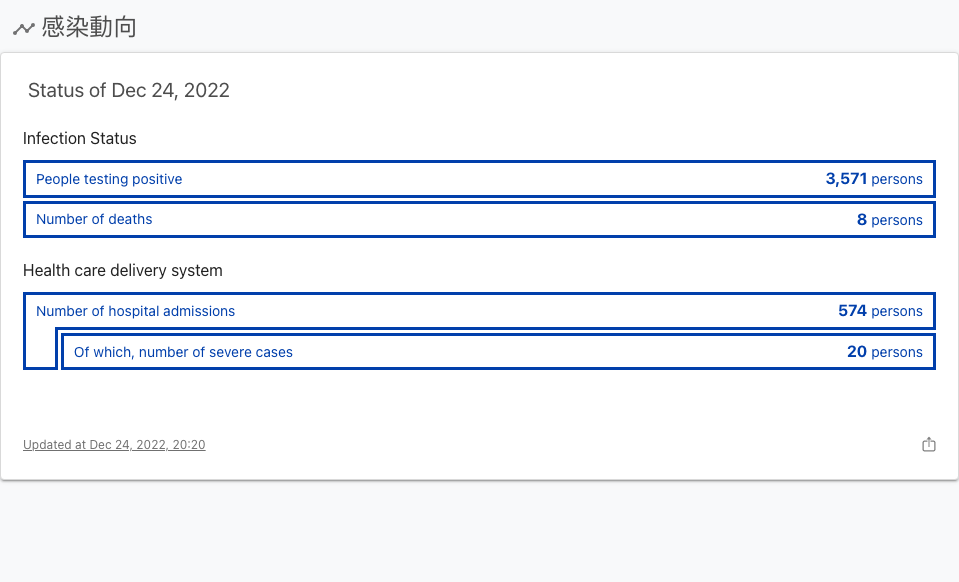 感染動向
Status of Dec 24, 2022
Infection Status
People testing positive 3,571 persons
Number of deaths 8 persons
Health care delivery system
Number of hospital admissions 574 persons
Of which, number of severe cases 20 persons
Updated at Dec 24, 2022, 20:20